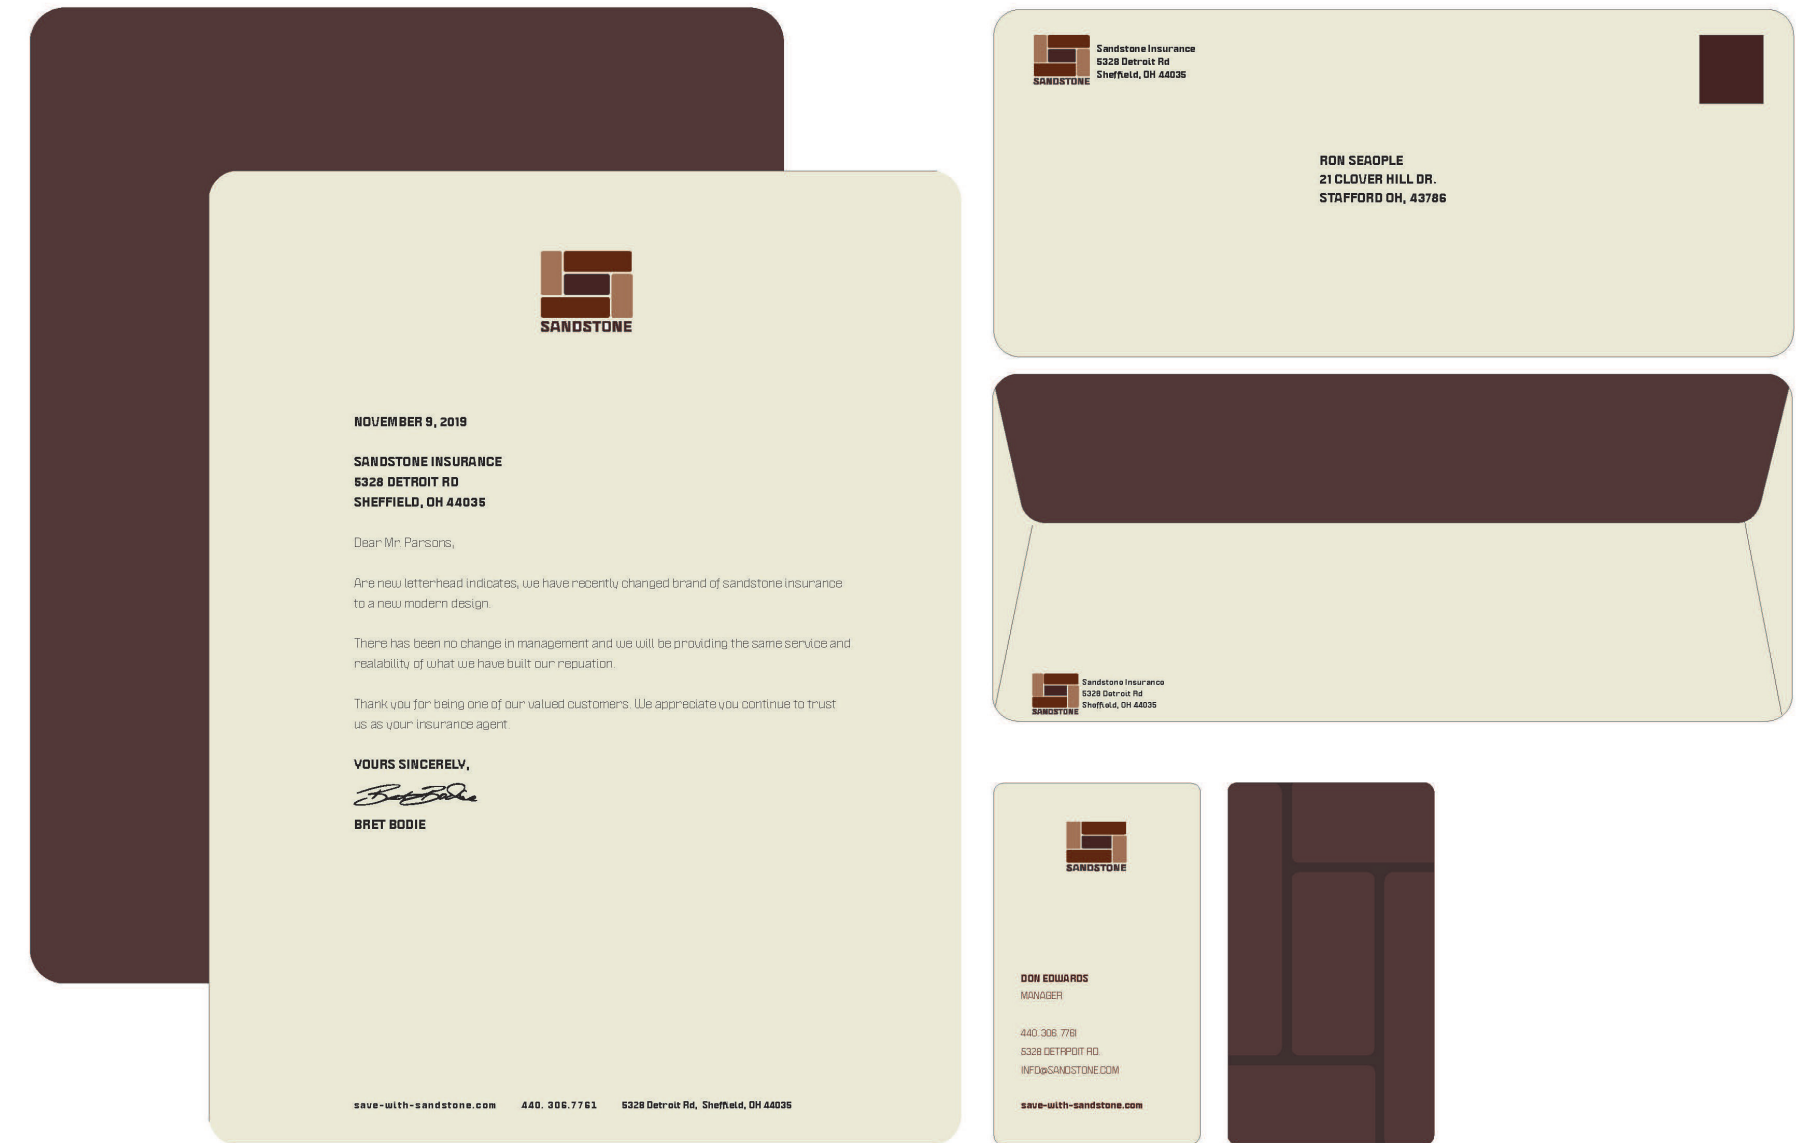 SANDSTONE
NOVEMBER 9, 2019
SANDSTONE INSURANCE
5328 DETROIT RD
SHEFFIELD, OH 44035
Dear Mr. Parsons,
Are new letterhead indicates, we have recently changed brand of sandstone insurance
to a new modern design.
There has been no change in management and we will be providing the same service and
realability of what we have built our repuation.
Thank you for being one of our valued customers. We appreciate you continue to trust
us as your insurance agent.
YOURS SINCERELY,
Bret Bodie
BRET BODIE
save-with-sandstone.com 440. 306.7761 5328 Detroit Rd, Sheffield, OH 44035
SANDSTONE
Sandstone Insurance
5328 Detroit Rd
Sheffield, OH 44035
RON SEAOPLE
21 CLOVER HILL DR.
STAFFORD OH, 43786
SANDSTONE
Sandstone Insurance
5328 Detroit Rd
Sheffield, OH 44035
SANDSTONE
DON EDWARDS
MANAGER
440. 306. 7761
5328 DETRPOIT RD.
INFO@SANDSTONE.COM
save-with-sandstone.com